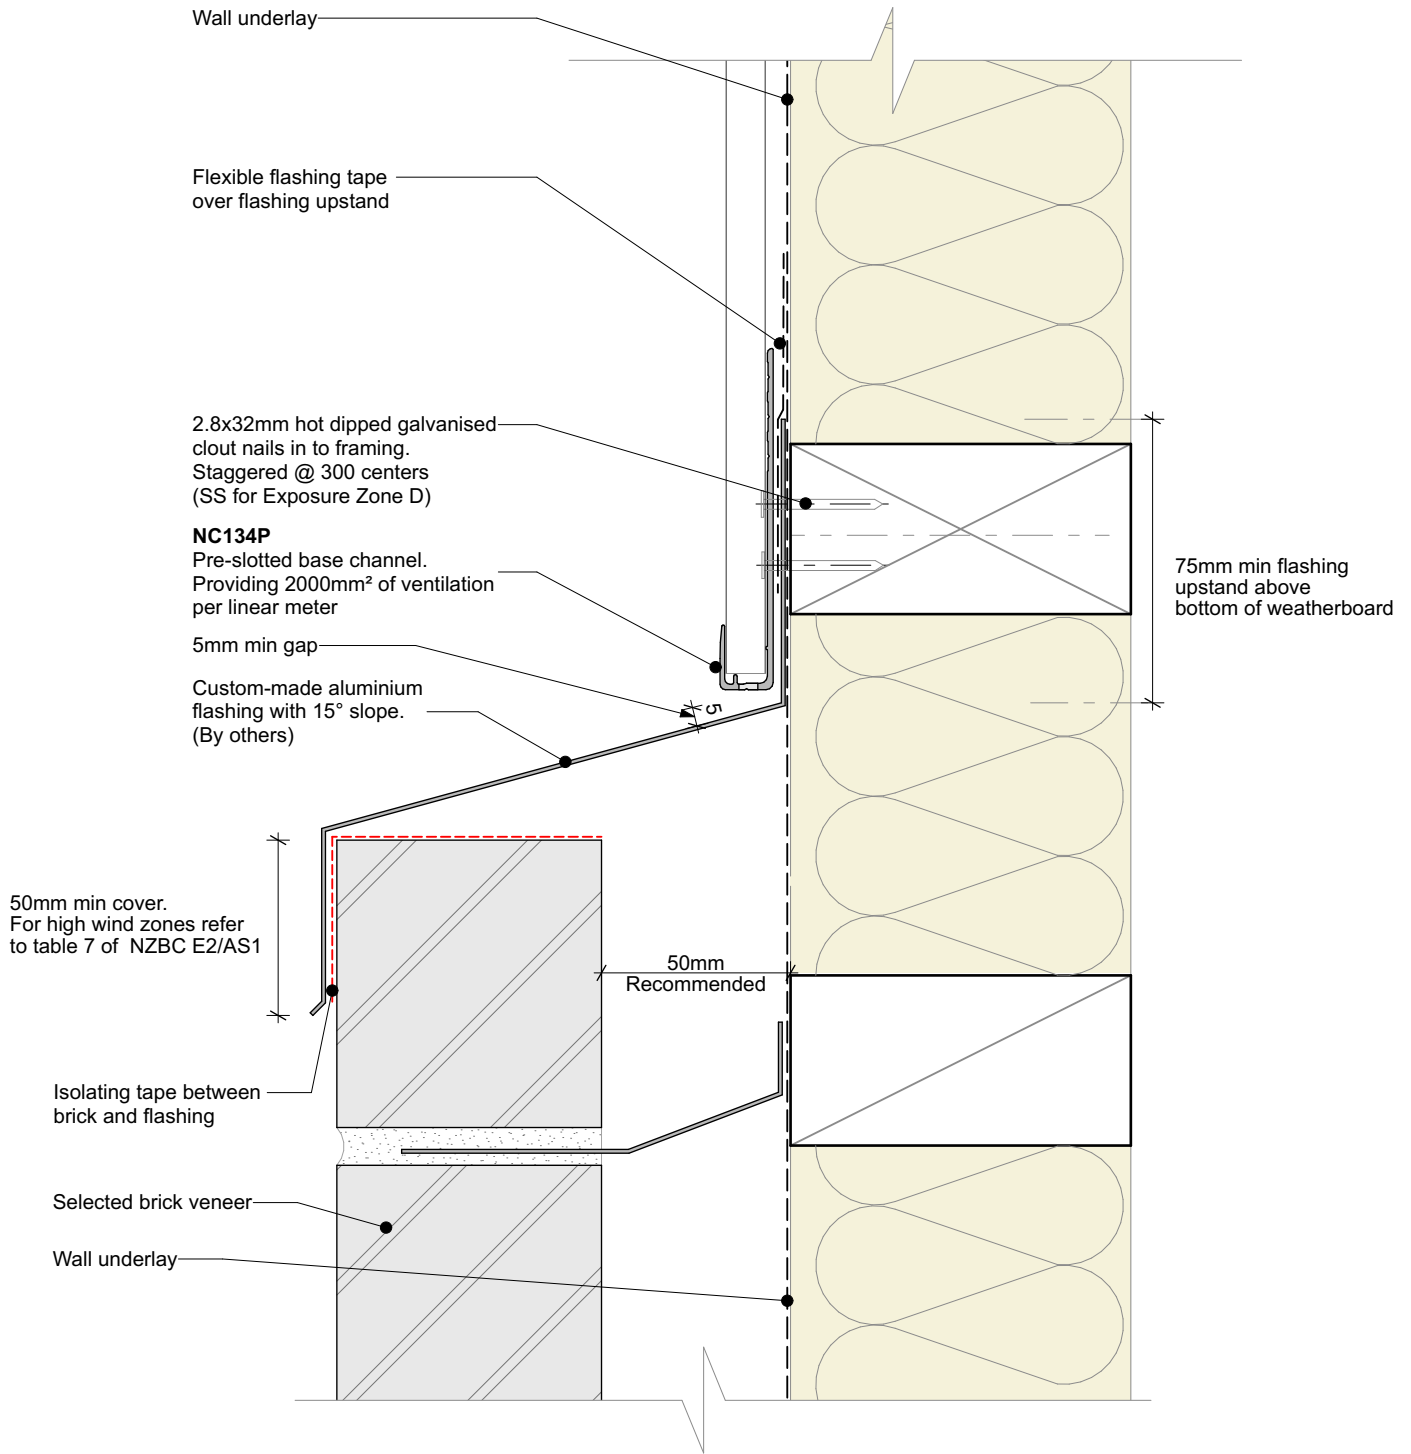 Wall underlay
Flexible flashing tape
over flashing upstand
2.8x32mm hot dipped galvanised
clout nails in to framing.
Staggered @ 300 centers
(SS for Exposure Zone D)
NC134P
Pre-slotted base channel.
Providing 2000mm² of ventilation
per linear meter
75mm min flashing
upstand above
bottom of weatherboard
5mm min gap
Custom-made aluminium
flashing with 15° slope.
(By others)
5
50mm min cover.
For high wind zones refer
to table 7 of NZBC E2/AS1
50mm
Recommended
Isolating tape between
brick and flashing
Selected brick veneer
Wall underlay